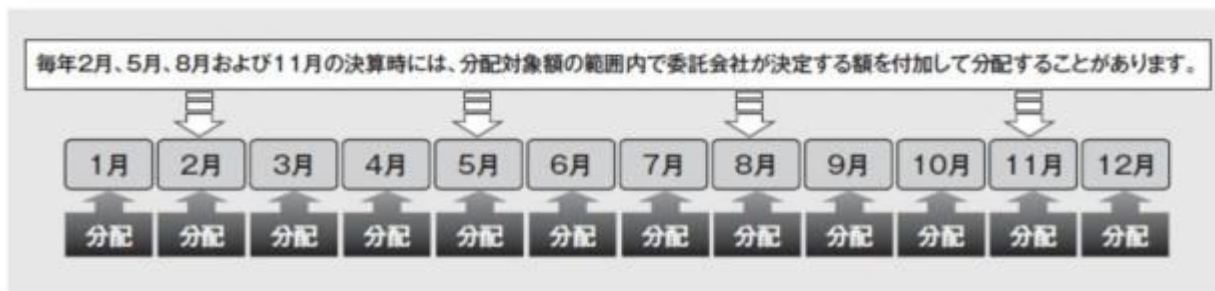 毎年2月、5月、8月および11月の決算時には、分配対象額の範囲内で委託会社が決定する額を付加して分配することがあります。
1月 2月 3月 4月 5月 6月 7月 8月 9月 10月 11月 12月
分配 分配 分配 分配 分配 分配 分配 分配 分配 分配 分配 分配